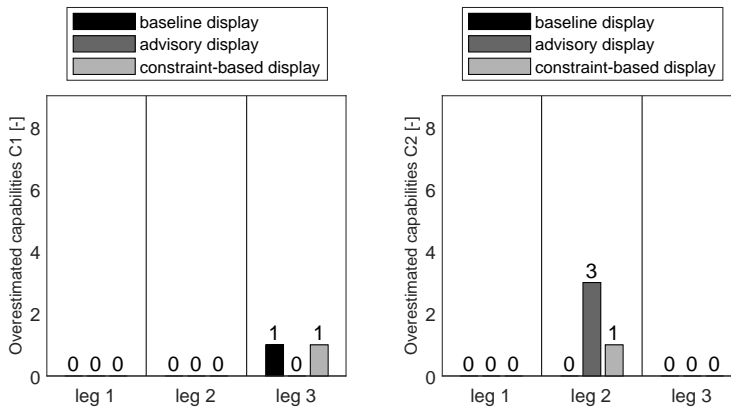 baseline display
advisory display
constraint-based display
Overestimated capabilities C1 [-]
8
6
4
2
0
0 0 0
0 0 0
1 0 1
leg 1 leg 2 leg 3
baseline display
advisory display
constraint-based display
Overestimated capabilities C2 [-]
8
6
4
2
0
0 0 0
0 3 1
0 0 0
leg 1 leg 2 leg 3